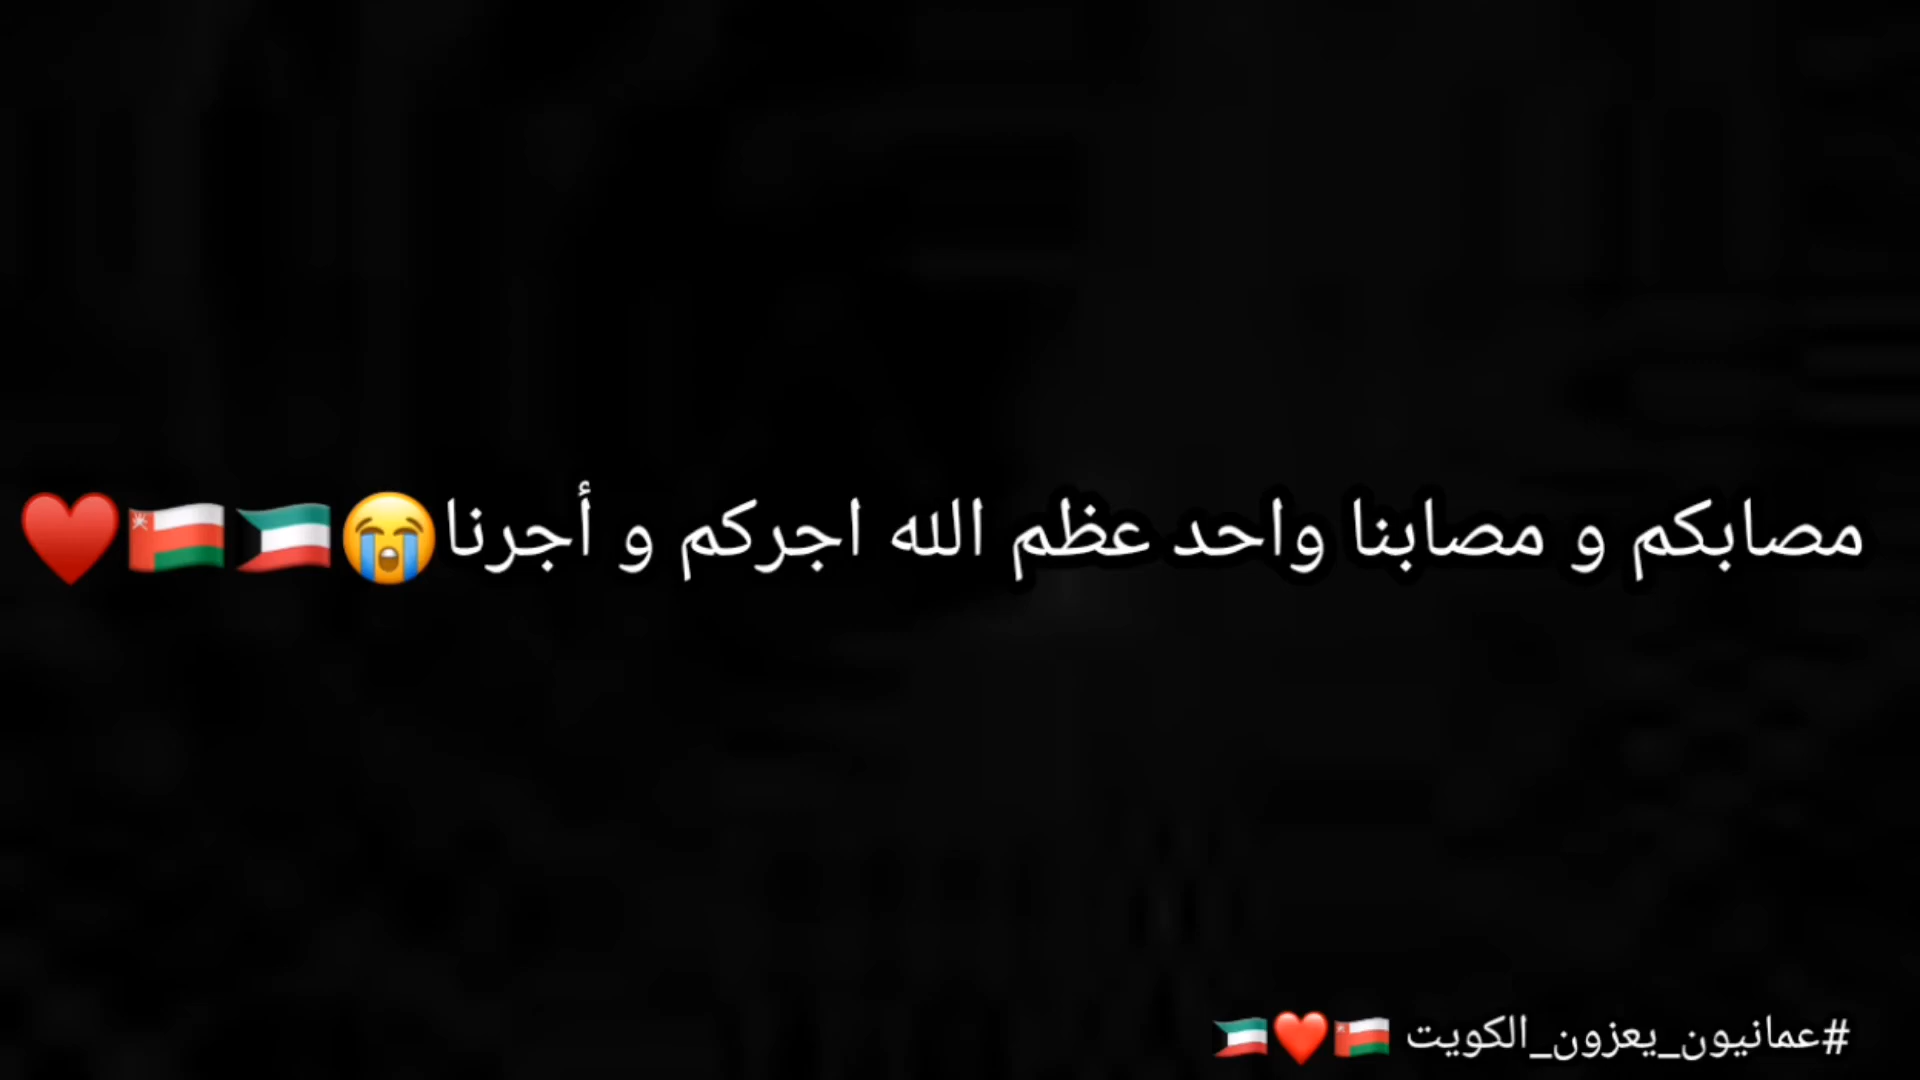 مصابكم و مصابنا واحد عظم الله اجركم و أجرنا😭🇰🇼🇴🇲❤️
#عمانيون_يعزون_الكويت 🇴🇲❤️🇰🇼